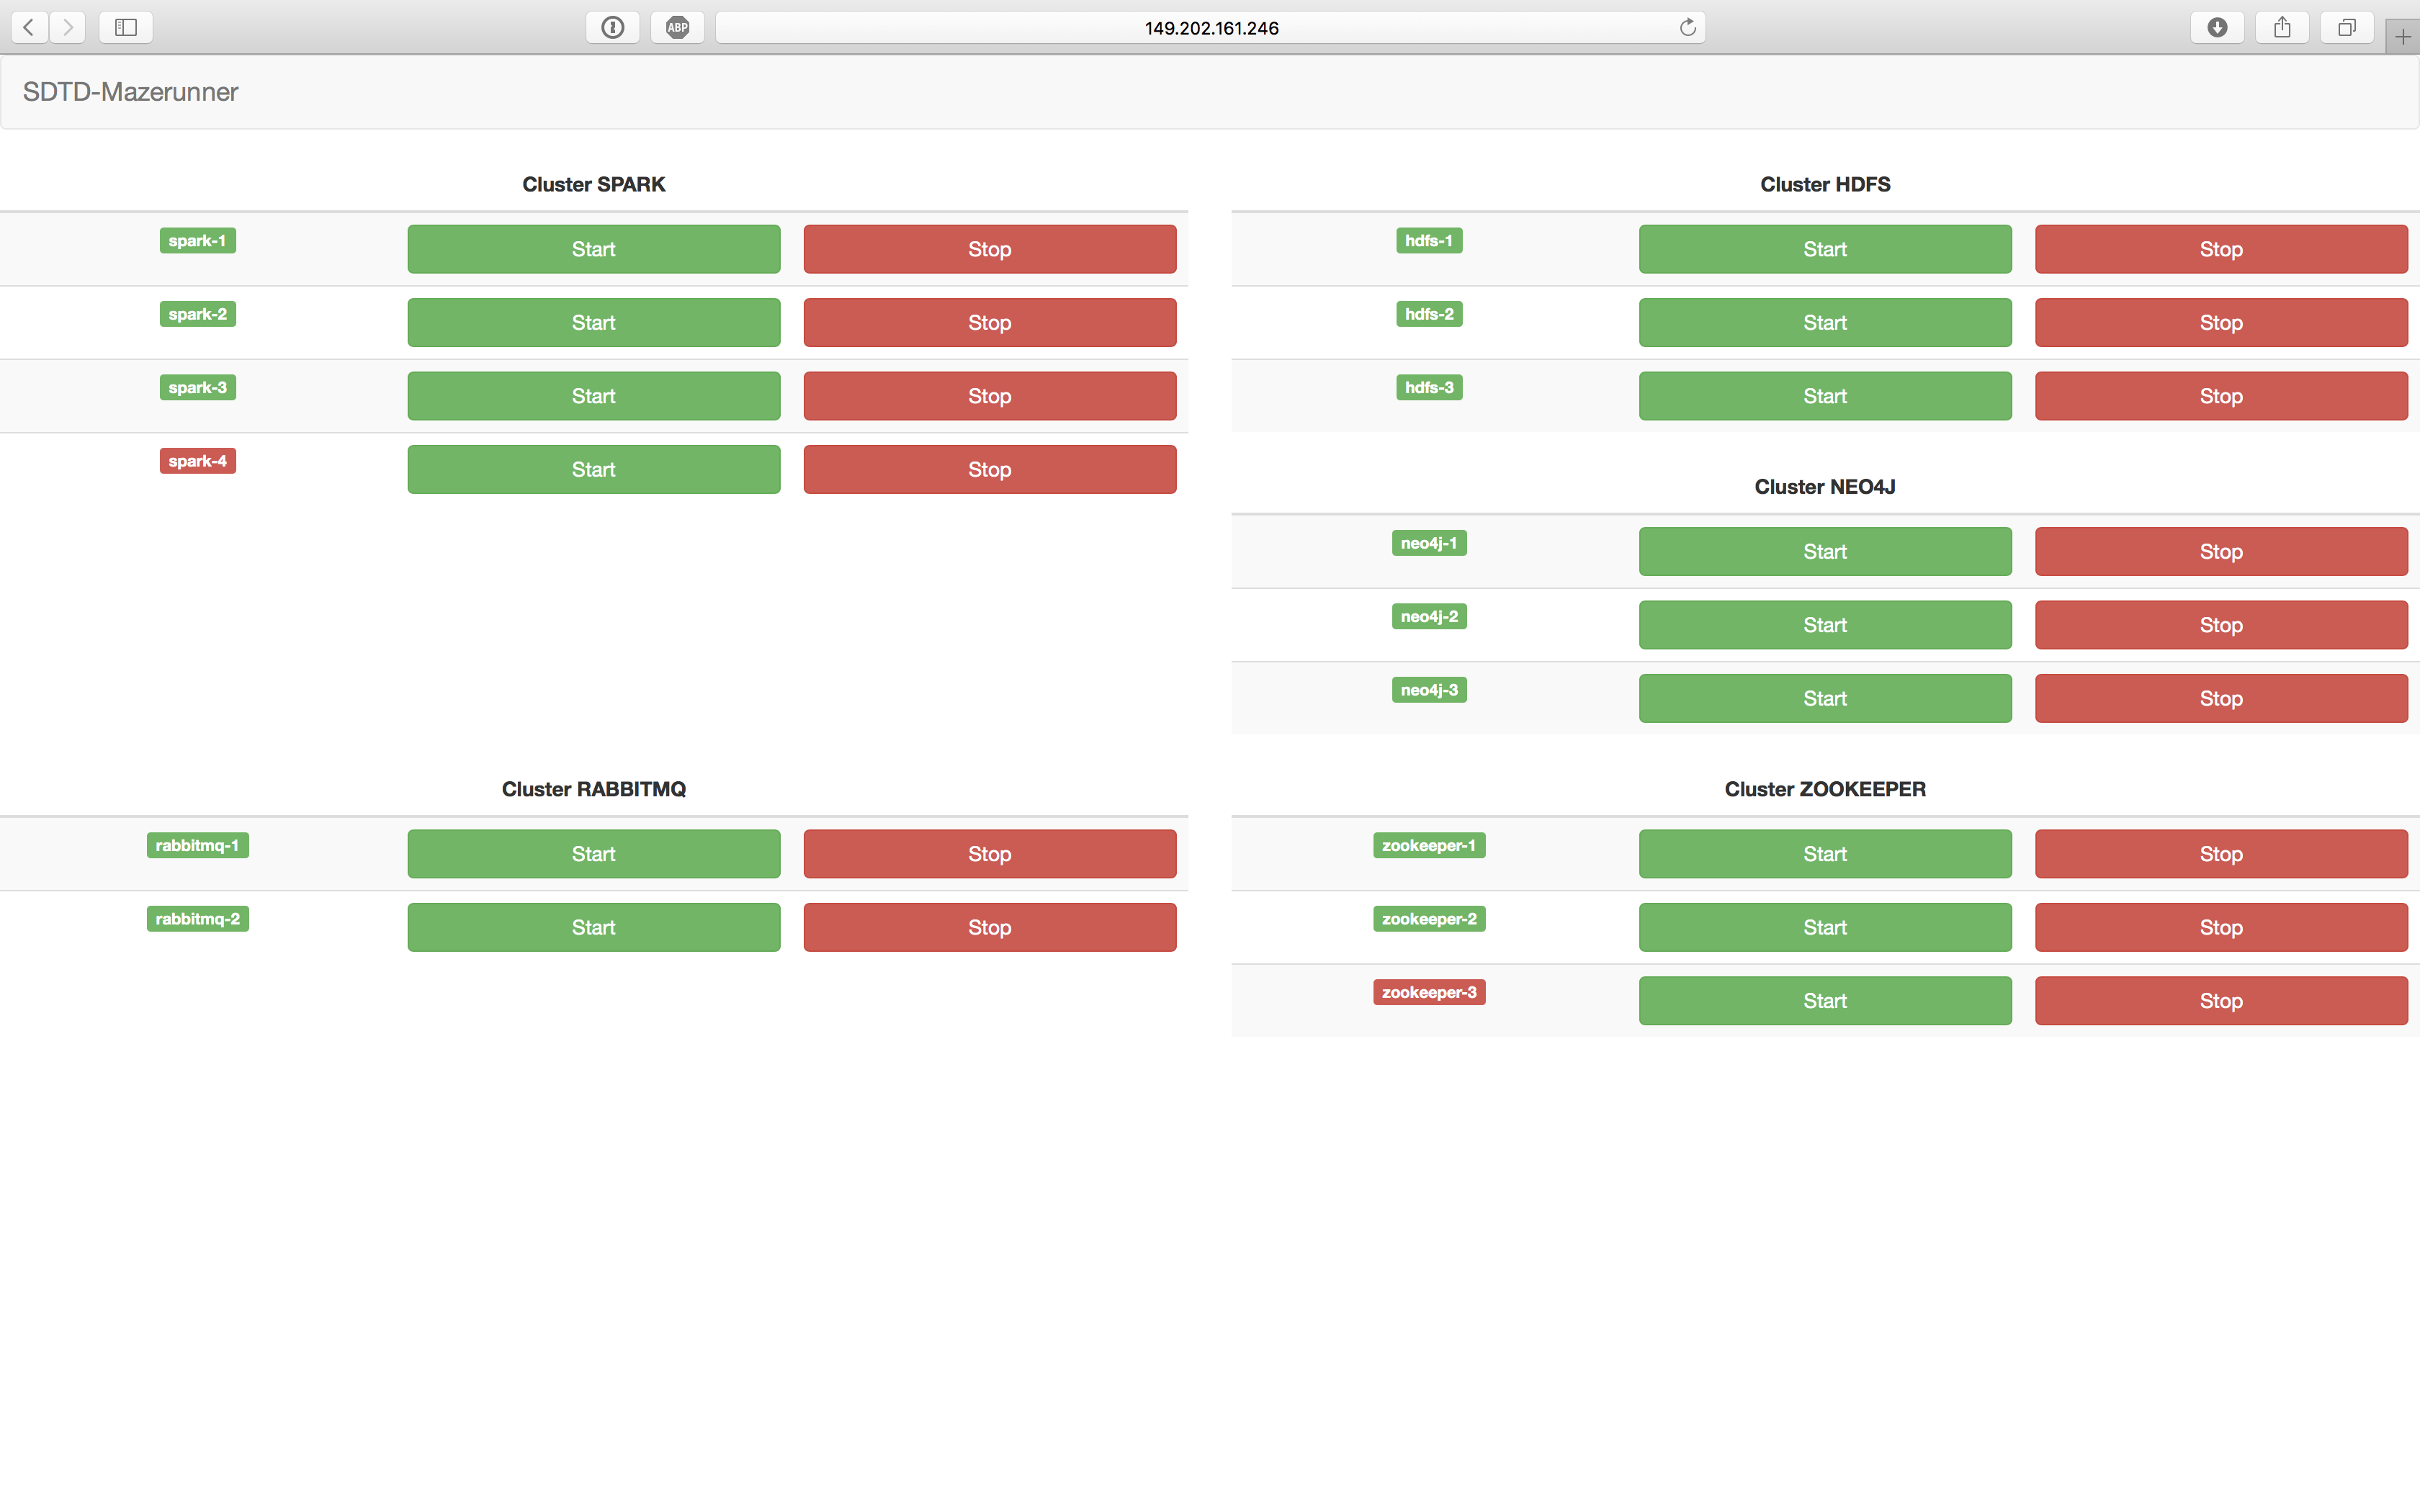 ABP
149.202.161.246
SDTD-Mazerunner
Cluster SPARK
spark-1 Start Stop
spark-2 Start Stop
spark-3 Start Stop
spark-4 Start Stop
Cluster HDFS
hdfs-1 Start Stop
hdfs-2 Start Stop
hdfs-3 Start Stop
Cluster NEO4J
neo4j-1 Start Stop
neo4j-2 Start Stop
neo4j-3 Start Stop
Cluster RABBITMQ
rabbitmq-1 Start Stop
rabbitmq-2 Start Stop
Cluster ZOOKEEPER
zookeeper-1 Start Stop
zookeeper-2 Start Stop
zookeeper-3 Start Stop